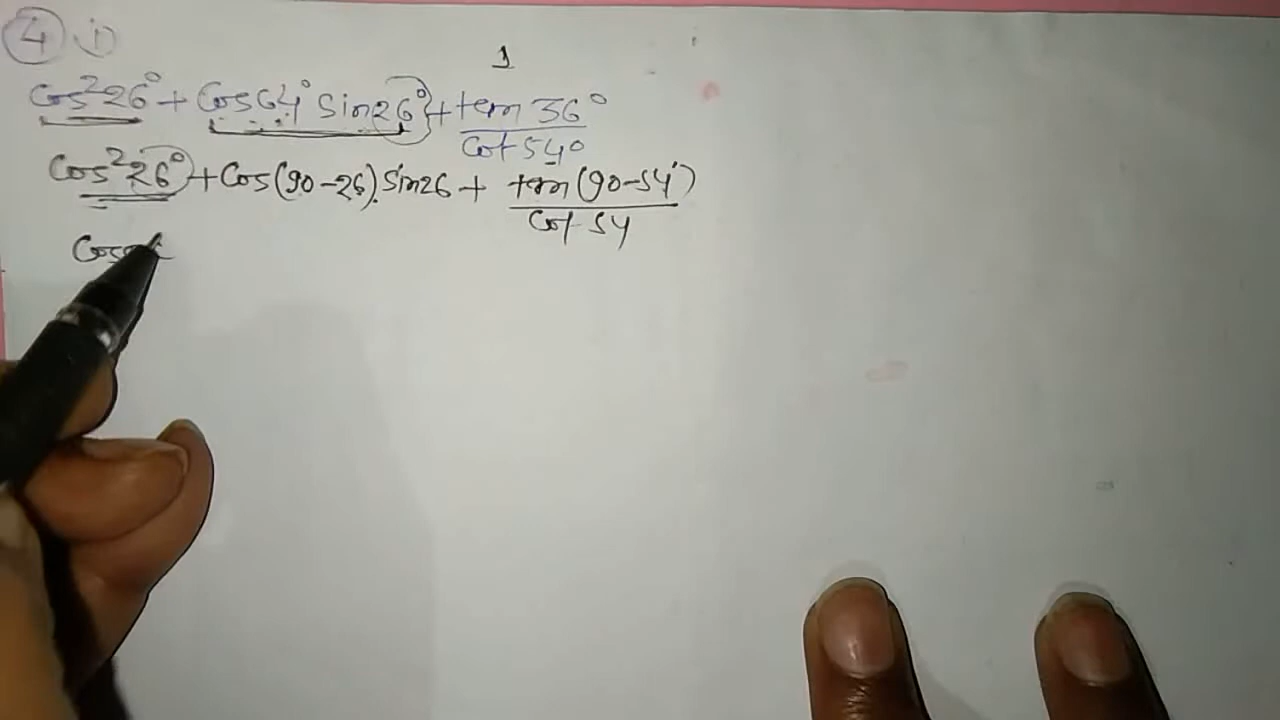 4 i)
1
cos²26° + cos64° sin26° + tan 36° / cot 54°
cos²26° + cos(90-26).sin26 + tan(90-54°) / cot 54